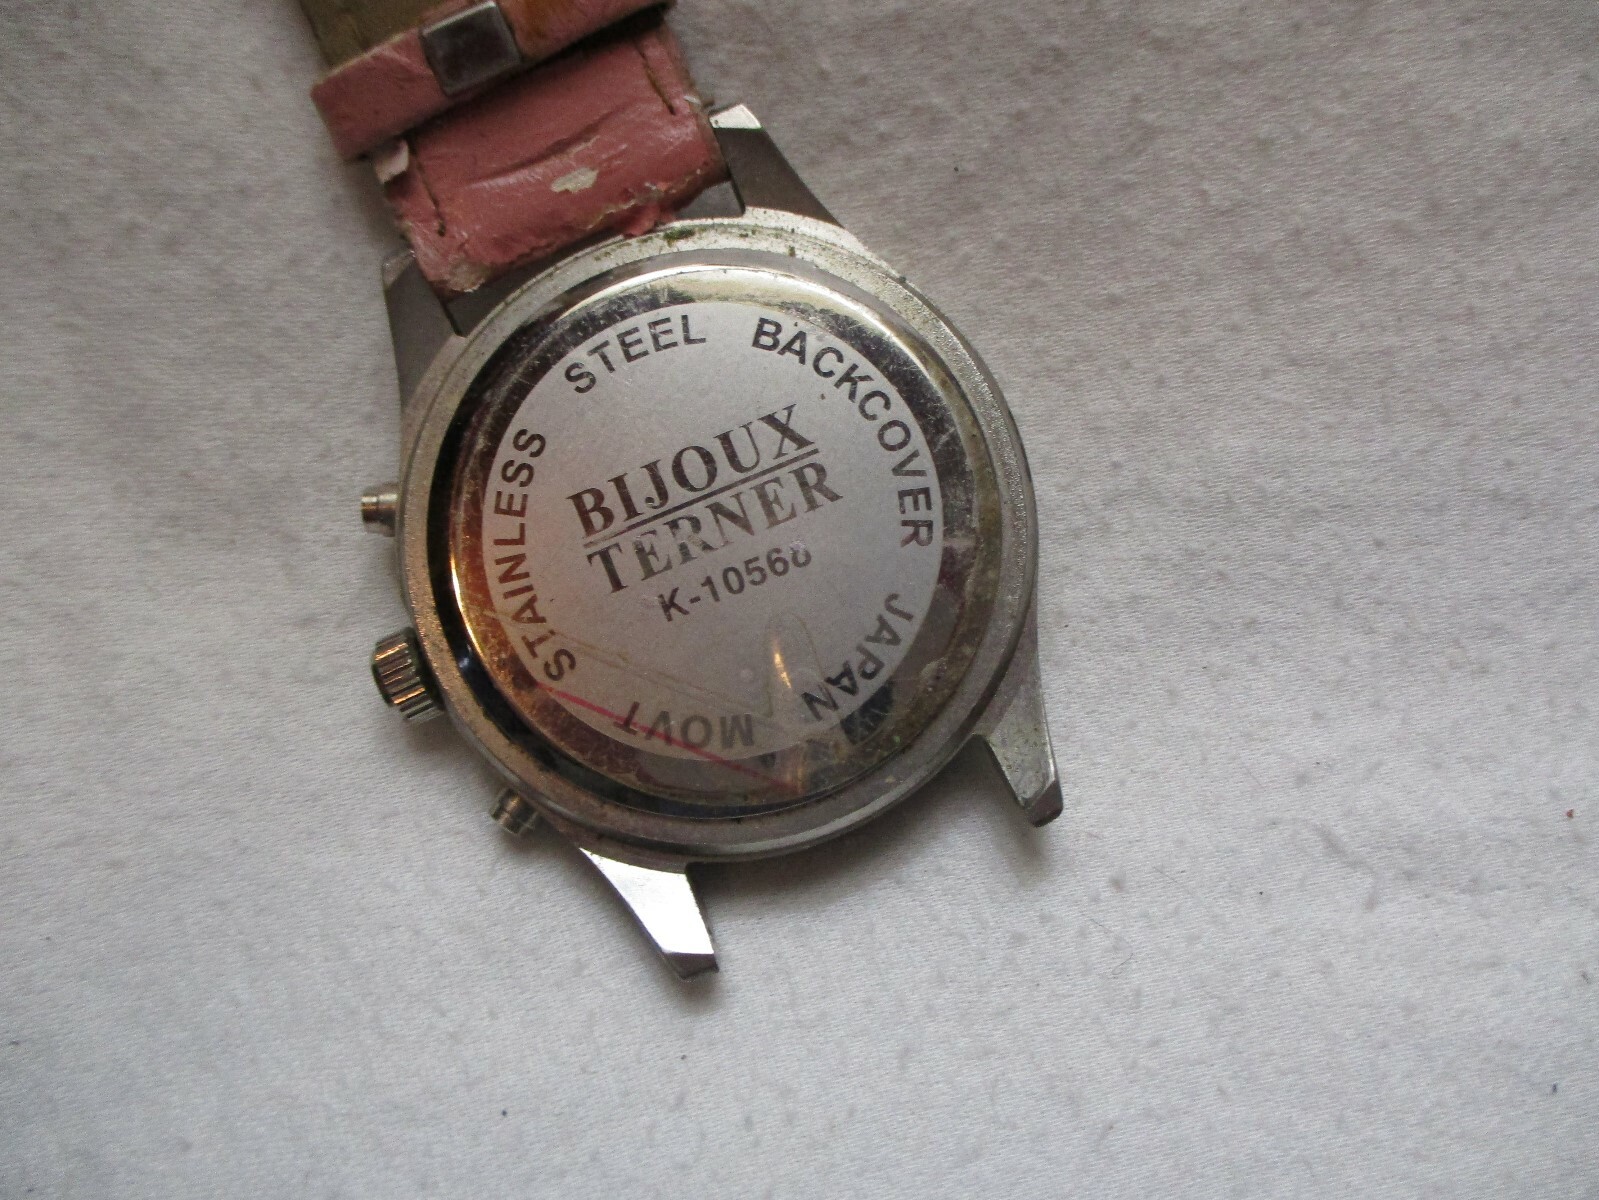 BIJOUX
TERNER
K-10568
STAINLESS STEEL BACKCOVER JAPAN MOVT